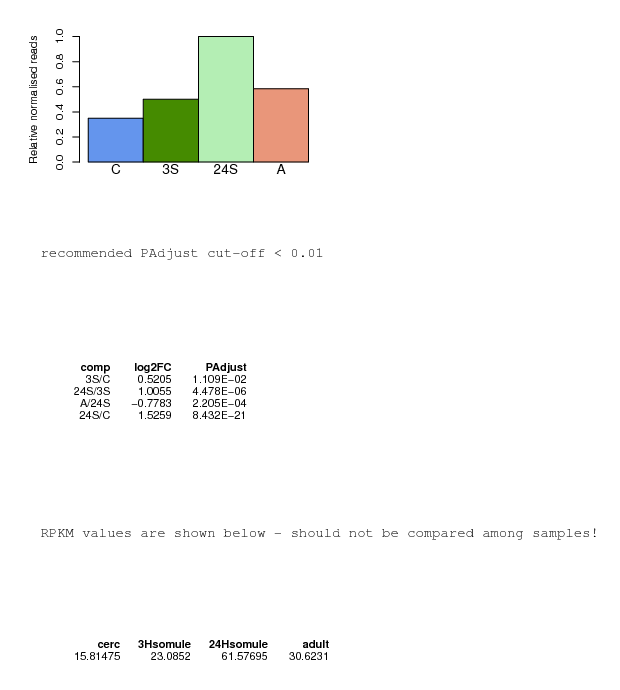 Relative normalised reads
1.0
0.8
0.6
0.4
0.2
0.0
C 3S 24S A
recommended PAdjust cut-off < 0.01
comp log2FC PAdjust
3S/C 0.5205 1.109E−02
24S/3S 1.0055 4.478E−06
A/24S −0.7783 2.205E−04
24S/C 1.5259 8.432E−21
RPKM values are shown below - should not be compared among samples!
cerc 3Hsomule 24Hsomule adult
15.81475 23.0852 61.57695 30.6231